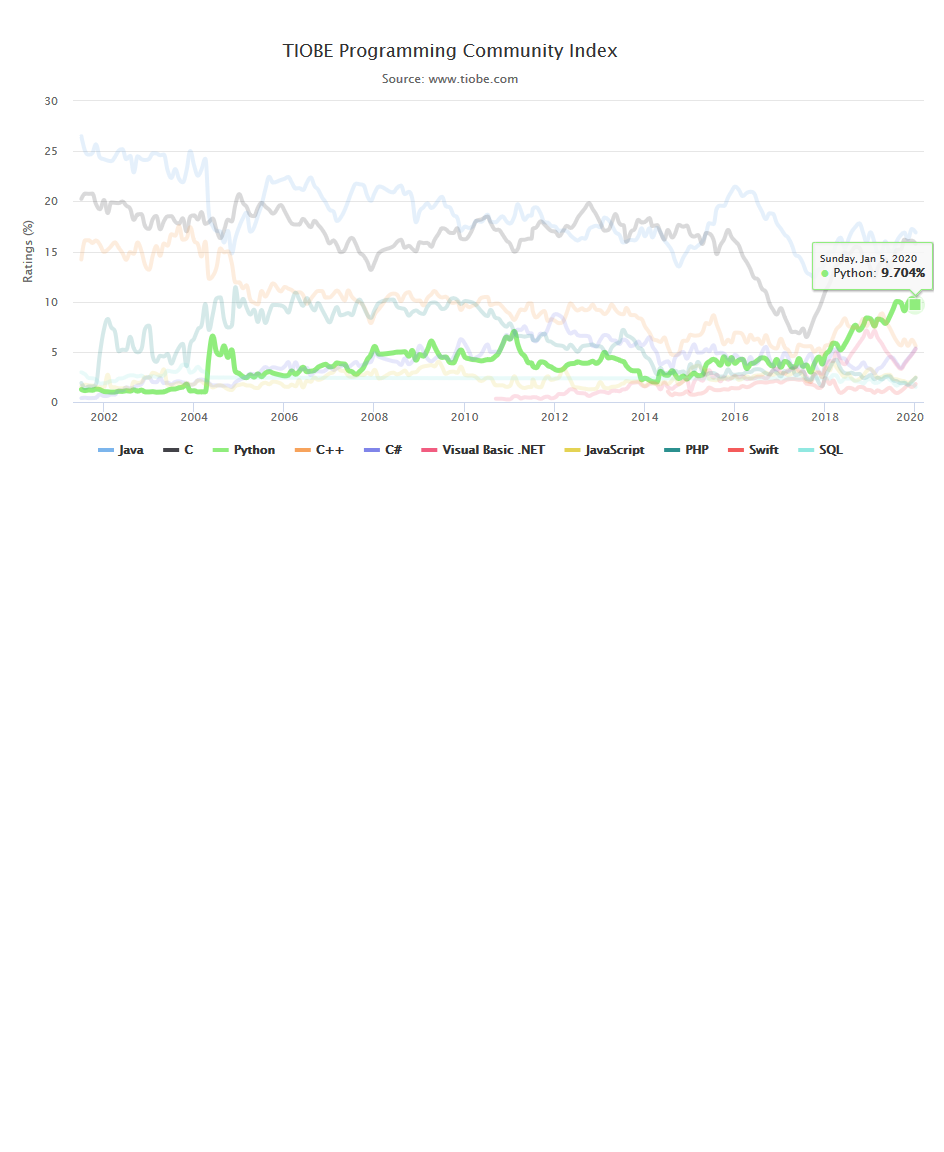 TIOBE Programming Community Index
Source: www.tiobe.com
Ratings (%)
30
25
20
15
10
5
0
Sunday, Jan 5, 2020
Python: 9.704%
2002 2004 2006 2008 2010 2012 2014 2016 2018 2020
Java C Python C++ C# Visual Basic .NET JavaScript PHP Swift SQL